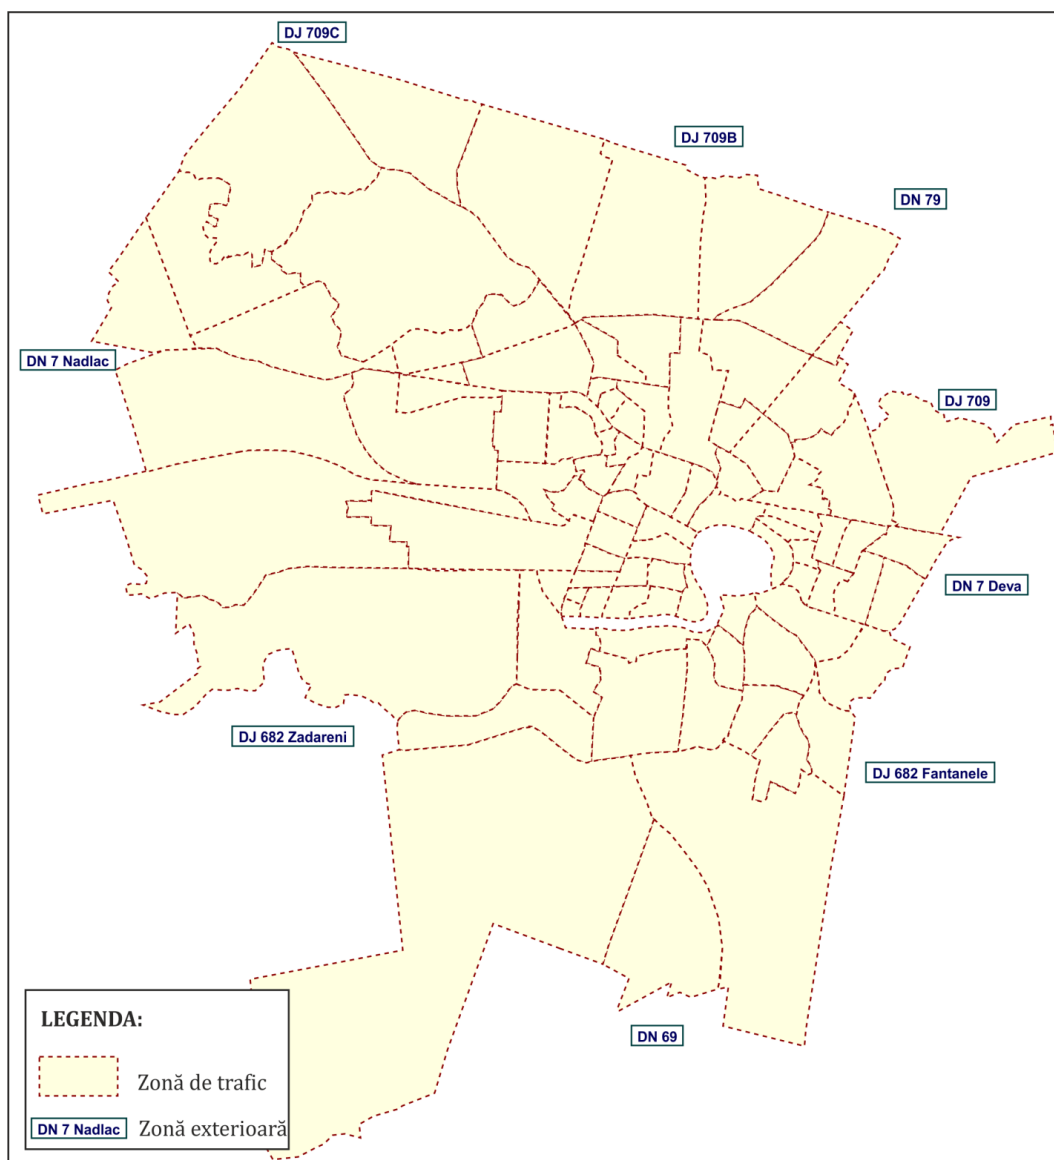 DJ 709C
DJ 709B
DN 79
DN 7 Nadlac
DJ 709
DN 7 Deva
DJ 682 Zadareni
DJ 682 Fantanele
DN 69
LEGENDA:
Zonă de trafic
DN 7 Nadlac Zonă exterioară